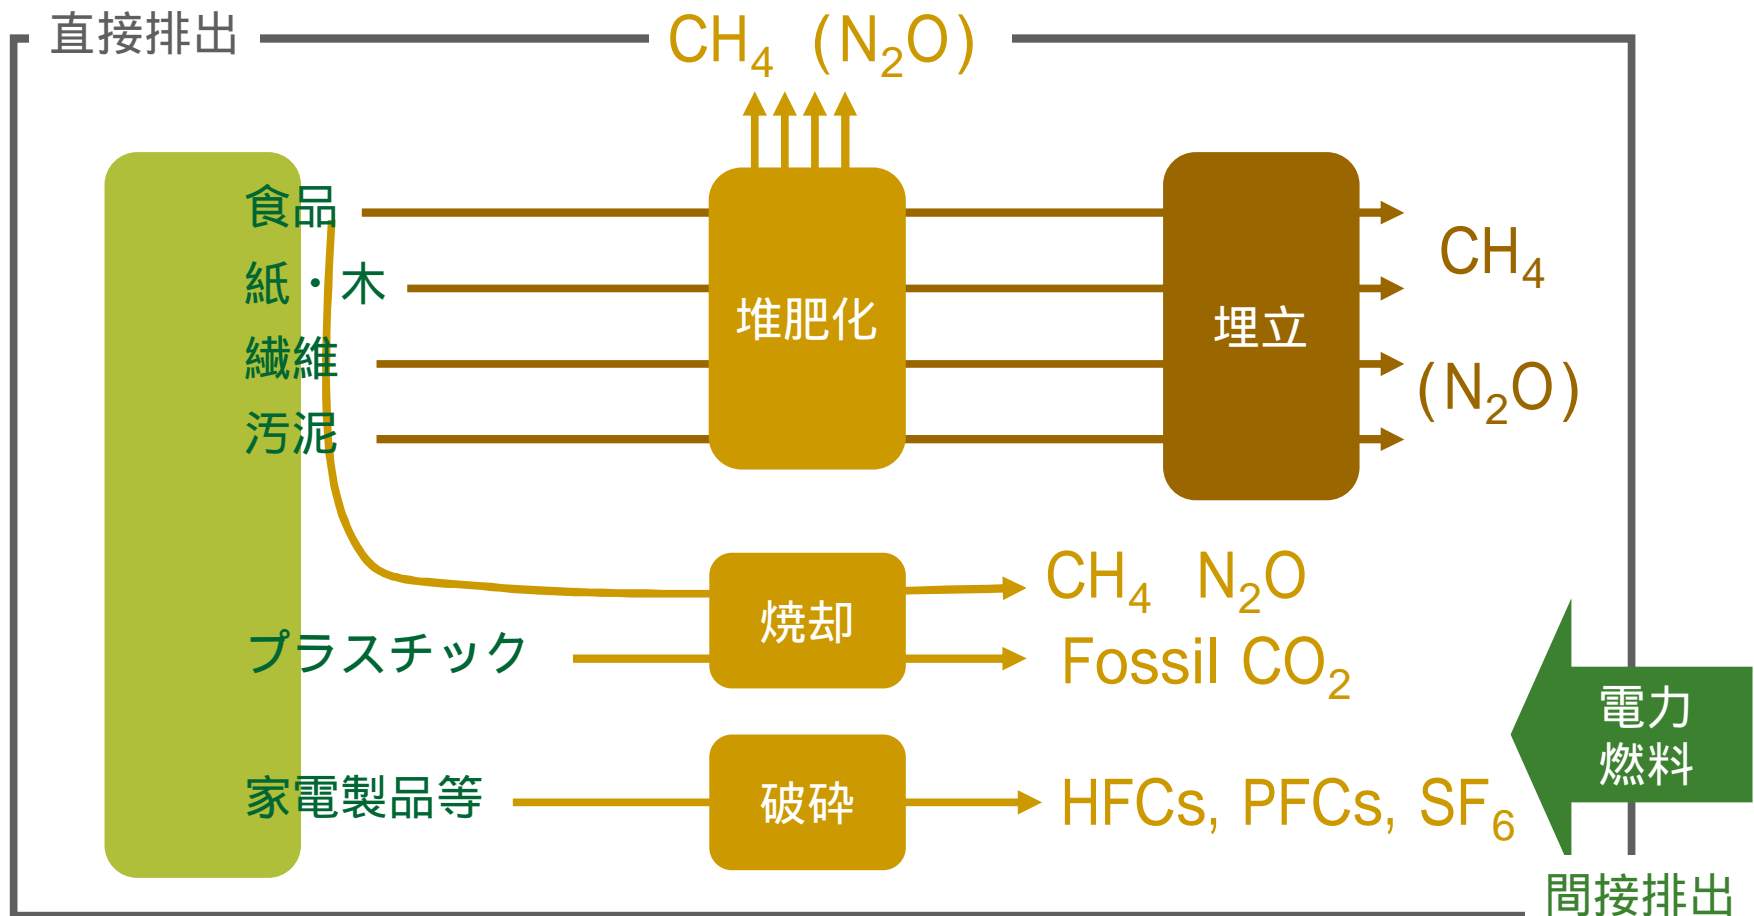 直接排出
CH₄ (N₂O)
食品
紙・木
繊維
汚泥
堆肥化
埋立
CH₄
(N₂O)
焼却
CH₄ N₂O
プラスチック
Fossil CO₂
家電製品等
破砕
HFCs, PFCs, SF₆
電力
燃料
間接排出